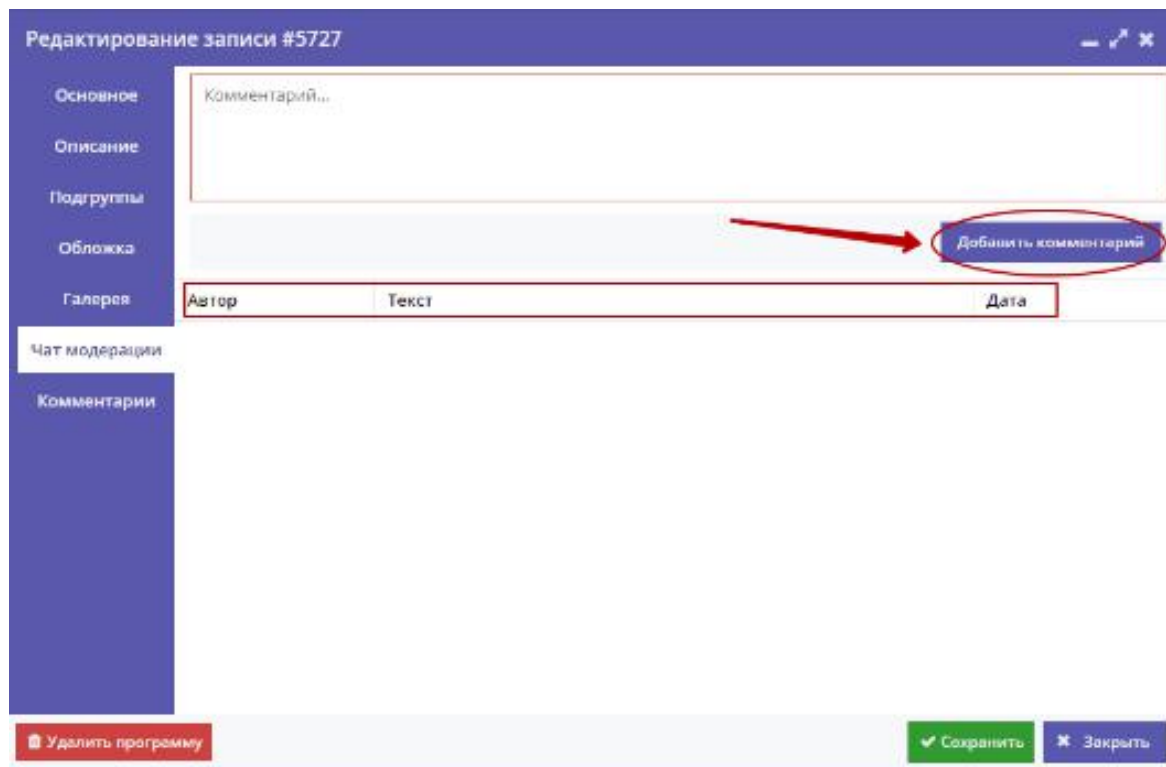 Редактирование записи #5727
Основное
Комментарий...
Описание
Подгруппы
Обложка
Добавить комментарий
Галерея
Автор Текст Дата
Чат модерации
Комментарии
Удалить программу
Сохранить
Закрыть